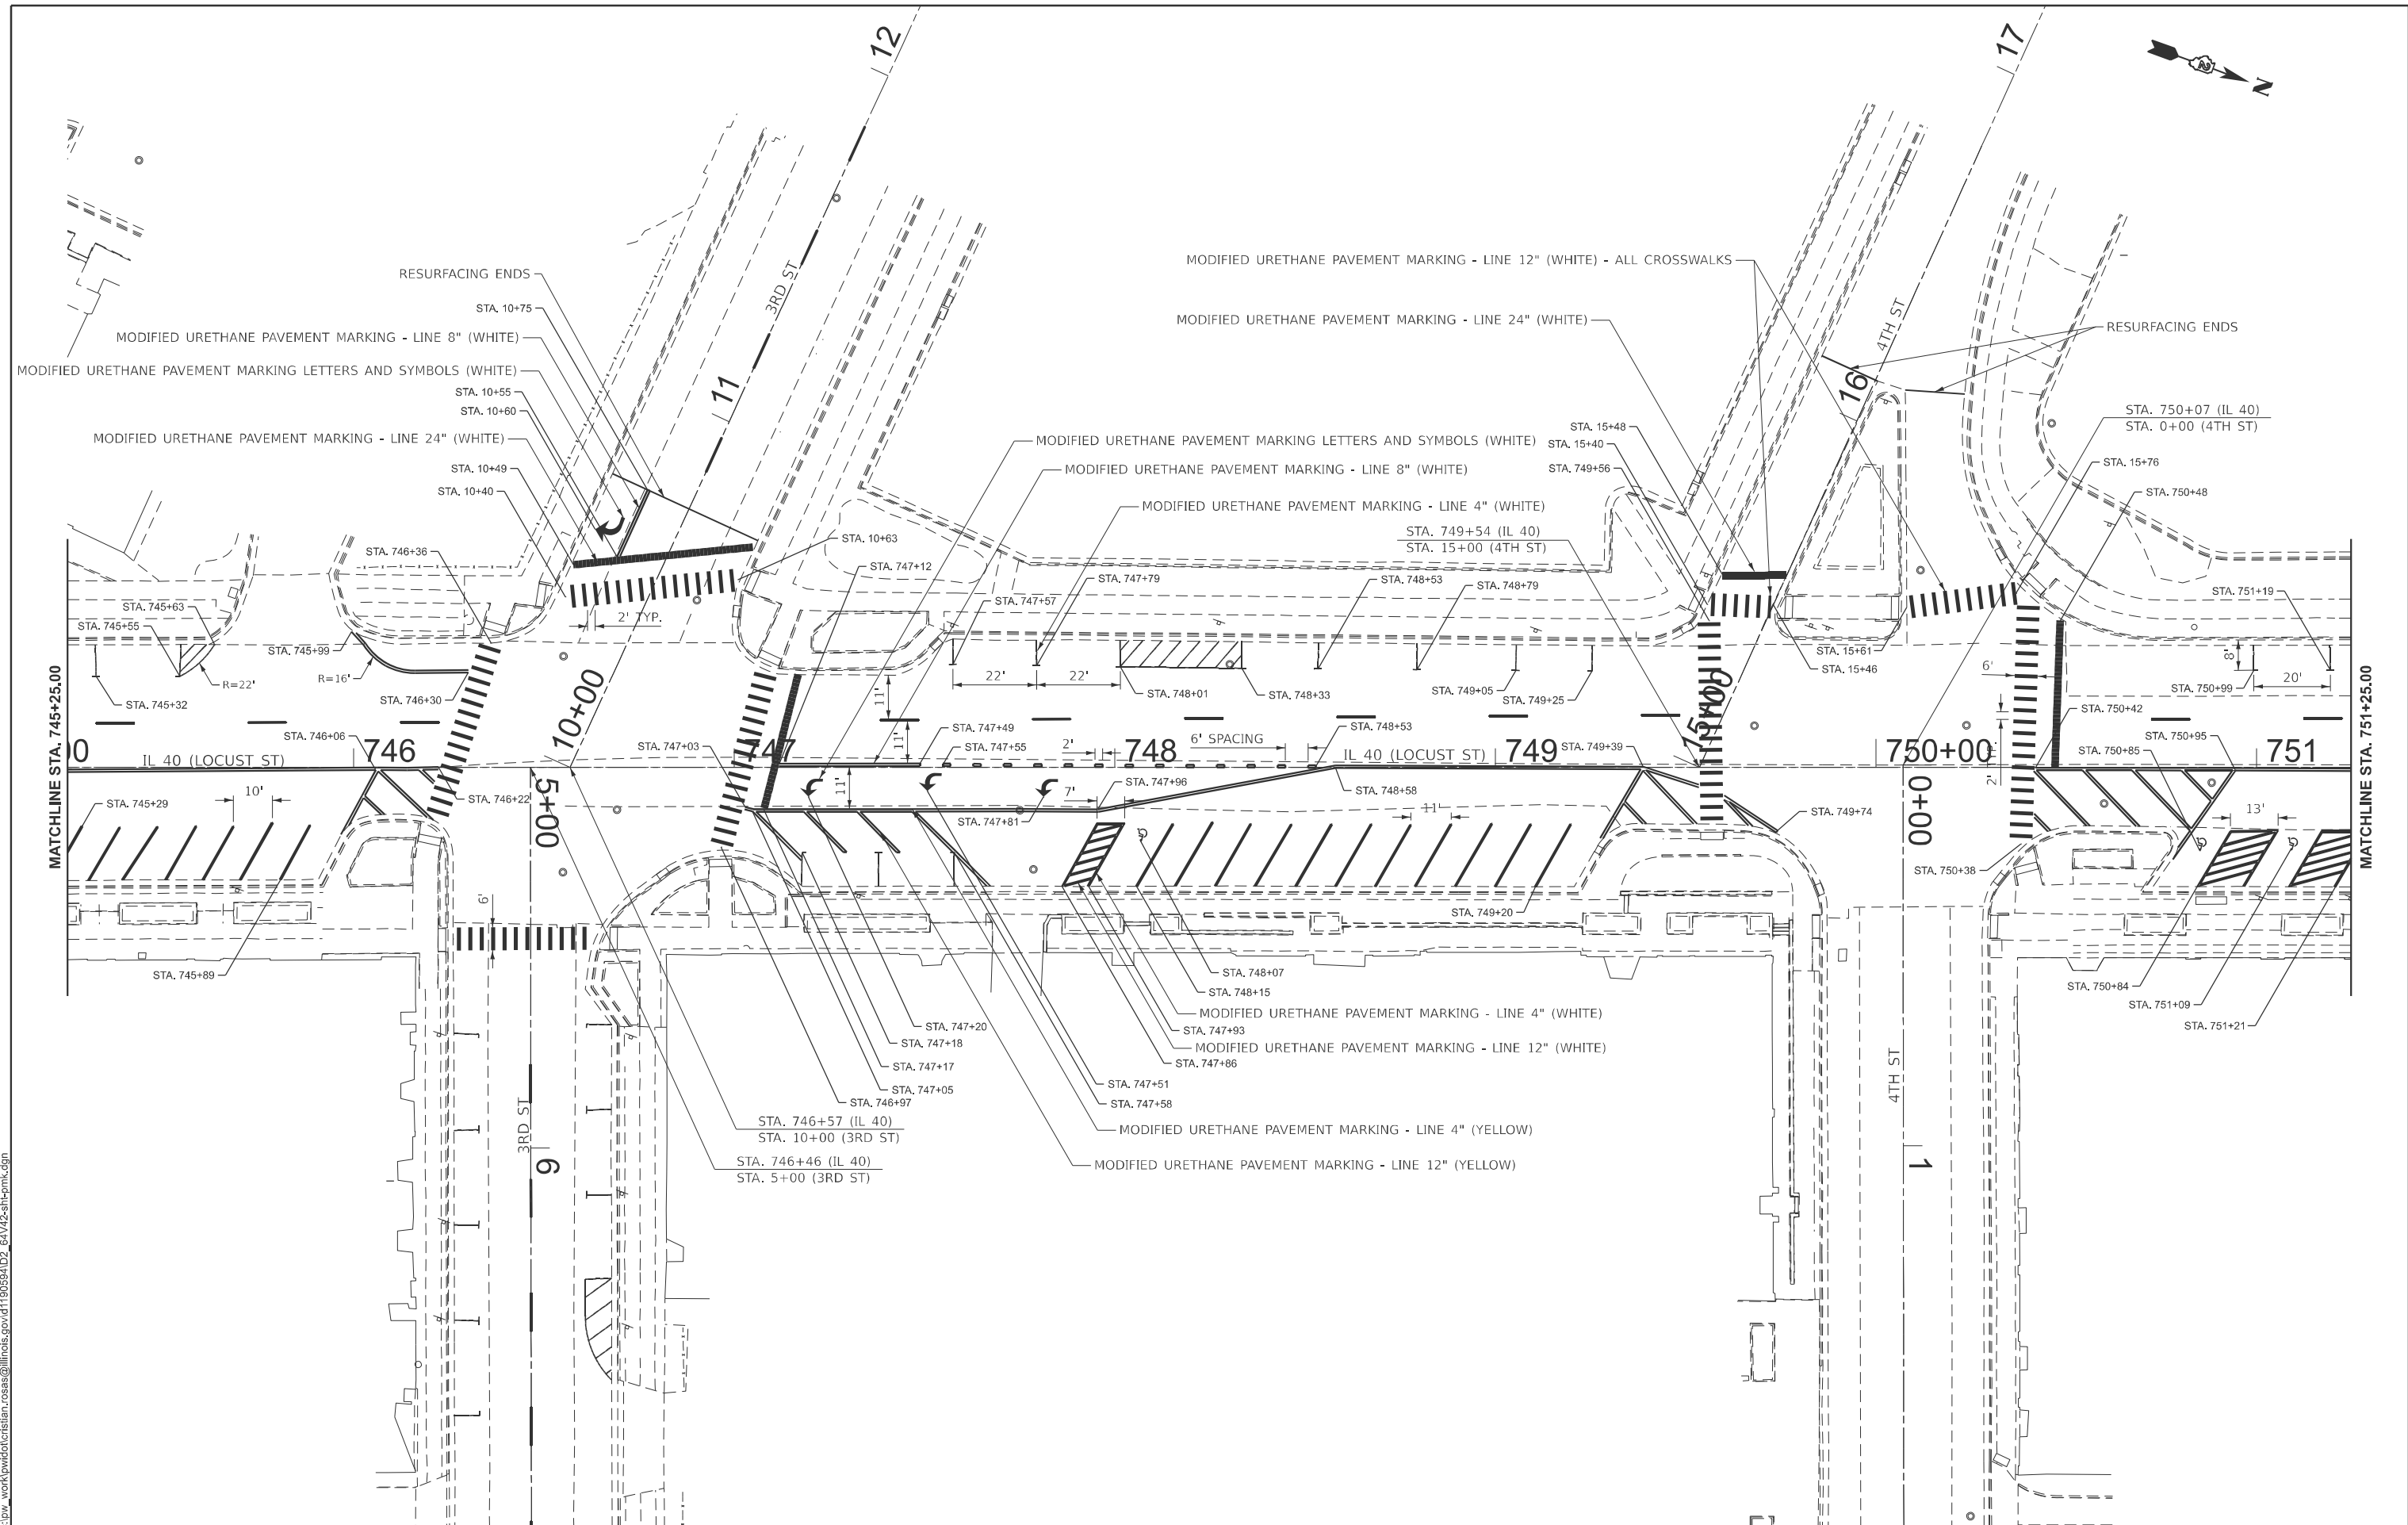 12
17
N
2
RESURFACING ENDS
STA. 10+75
MODIFIED URETHANE PAVEMENT MARKING - LINE 8" (WHITE)
MODIFIED URETHANE PAVEMENT MARKING LETTERS AND SYMBOLS (WHITE)
STA. 10+55
STA. 10+60
MODIFIED URETHANE PAVEMENT MARKING - LINE 24" (WHITE)
STA. 10+49
STA. 10+40
3RD ST
11
MODIFIED URETHANE PAVEMENT MARKING - LINE 12" (WHITE) - ALL CROSSWALKS
MODIFIED URETHANE PAVEMENT MARKING - LINE 24" (WHITE)
4TH ST
RESURFACING ENDS
16
STA. 750+07 (IL 40)
STA. 0+00 (4TH ST)
MODIFIED URETHANE PAVEMENT MARKING LETTERS AND SYMBOLS (WHITE)
MODIFIED URETHANE PAVEMENT MARKING - LINE 8" (WHITE)
MODIFIED URETHANE PAVEMENT MARKING - LINE 4" (WHITE)
STA. 15+48
STA. 15+40
STA. 749+56
STA. 749+54 (IL 40)
STA. 15+00 (4TH ST)
STA. 15+76
STA. 750+48
STA. 746+36
STA. 10+63
STA. 747+12
STA. 747+79
STA. 747+57
STA. 748+53
STA. 748+79
STA. 751+19
STA. 745+63
STA. 745+55
STA. 745+99
2' TYP.
R=22'
R=16'
STA. 745+32
STA. 746+30
22'
22'
STA. 748+01
STA. 748+33
STA. 749+05
STA. 749+25
STA. 15+61
STA. 15+46
6'
8'
20'
STA. 750+99
MATCHLINE STA. 745+25.00
MATCHLINE STA. 751+25.00
10+00
15+00
11'
11'
11'
STA. 746+06
00
746
IL 40 (LOCUST ST)
STA. 747+03
747
STA. 747+49
STA. 747+55
2'
748
6' SPACING
IL 40 (LOCUST ST)
749
STA. 749+39
750+00
STA. 750+42
STA. 750+95
STA. 750+85
751
2' TYP.
STA. 745+29
10'
STA. 746+22
5+00
STA. 747+96
7'
STA. 747+81
STA. 748+58
11'
STA. 749+74
0+00
13'
STA. 750+38
STA. 745+89
6'
STA. 749+20
STA. 748+07
STA. 748+15
MODIFIED URETHANE PAVEMENT MARKING - LINE 4" (WHITE)
STA. 747+93
MODIFIED URETHANE PAVEMENT MARKING - LINE 12" (WHITE)
STA. 747+86
STA. 750+84
STA. 751+09
STA. 751+21
STA. 747+20
STA. 747+18
STA. 747+17
STA. 747+05
STA. 746+97
STA. 747+51
STA. 747+58
STA. 746+57 (IL 40)
STA. 10+00 (3RD ST)
STA. 746+46 (IL 40)
STA. 5+00 (3RD ST)
MODIFIED URETHANE PAVEMENT MARKING - LINE 4" (YELLOW)
MODIFIED URETHANE PAVEMENT MARKING - LINE 12" (YELLOW)
3RD ST
6
4TH ST
1
:\pw_work\pwidot\cristian.rosas@illinois.gov\d1190594\D2_64V42-sht-pmk.dgn